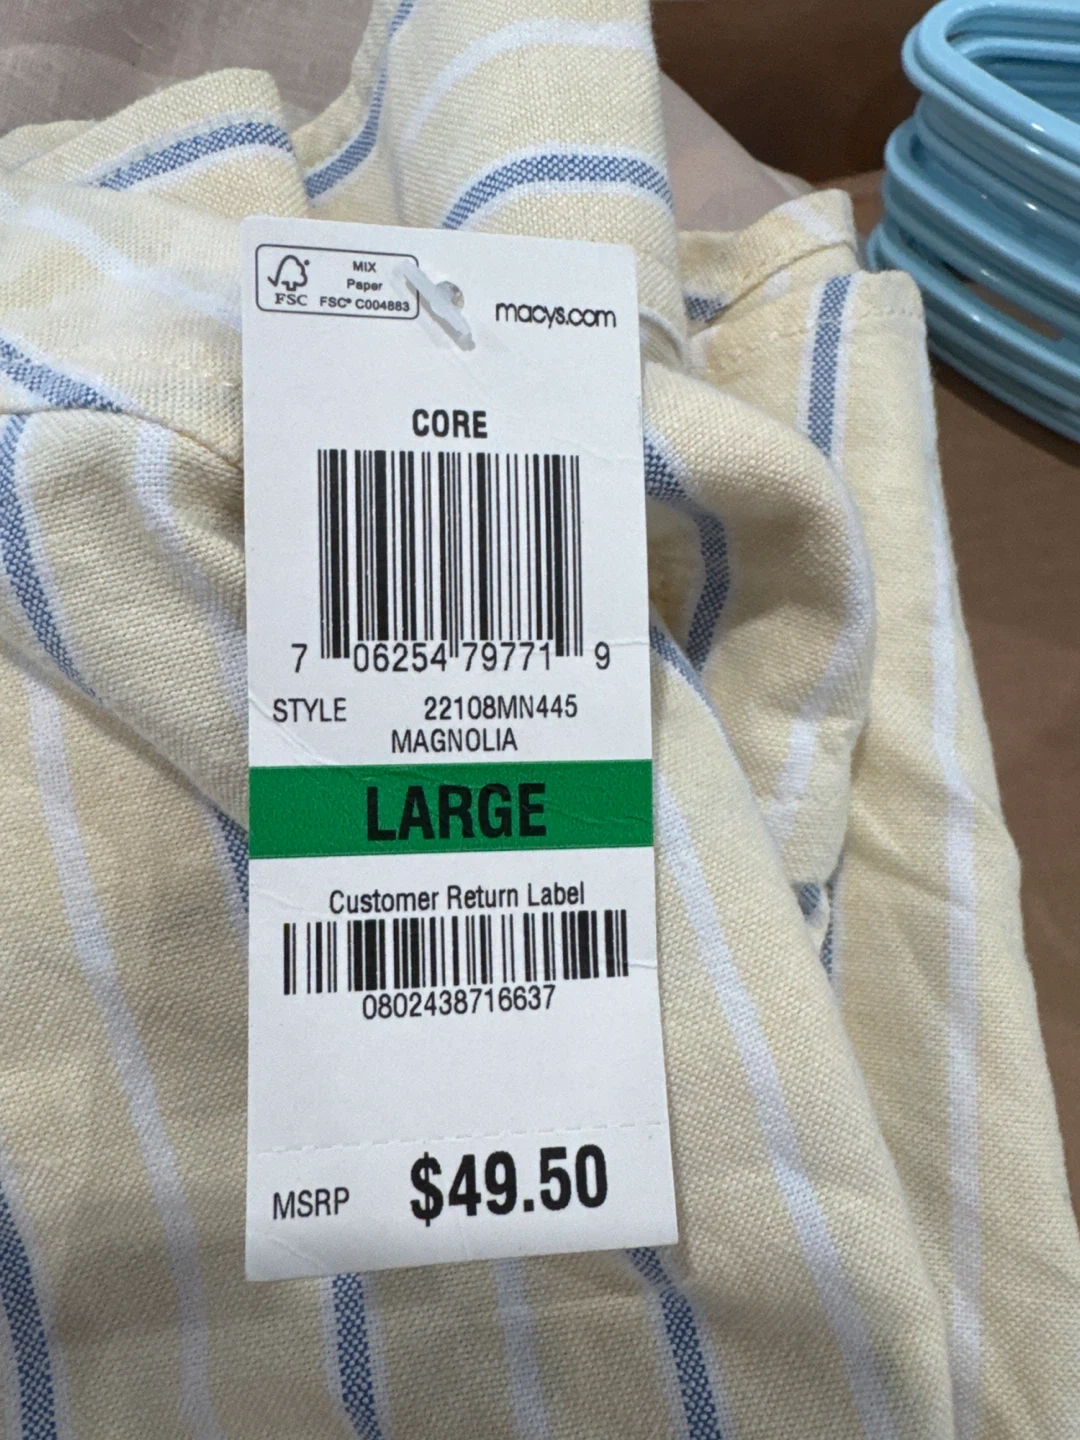 MIX
Paper
FSC FSC® C004883
macys.com
CORE
7 06254 79771 9
STYLE 22108MN445
MAGNOLIA
LARGE
Customer Return Label
0802438716637
MSRP $49.50